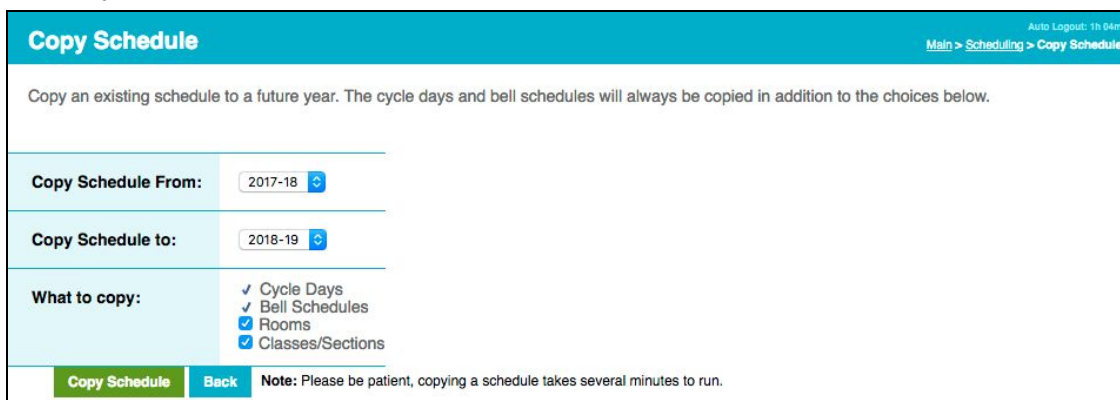 Copy Schedule
Auto Logout: 1h 04m
Main > Scheduling > Copy Schedule
Copy an existing schedule to a future year. The cycle days and bell schedules will always be copied in addition to the choices below.
Copy Schedule From:
2017-18
Copy Schedule to:
2018-19
What to copy:
Cycle Days
Bell Schedules
Rooms
Classes/Sections
Copy Schedule Back Note: Please be patient, copying a schedule takes several minutes to run.